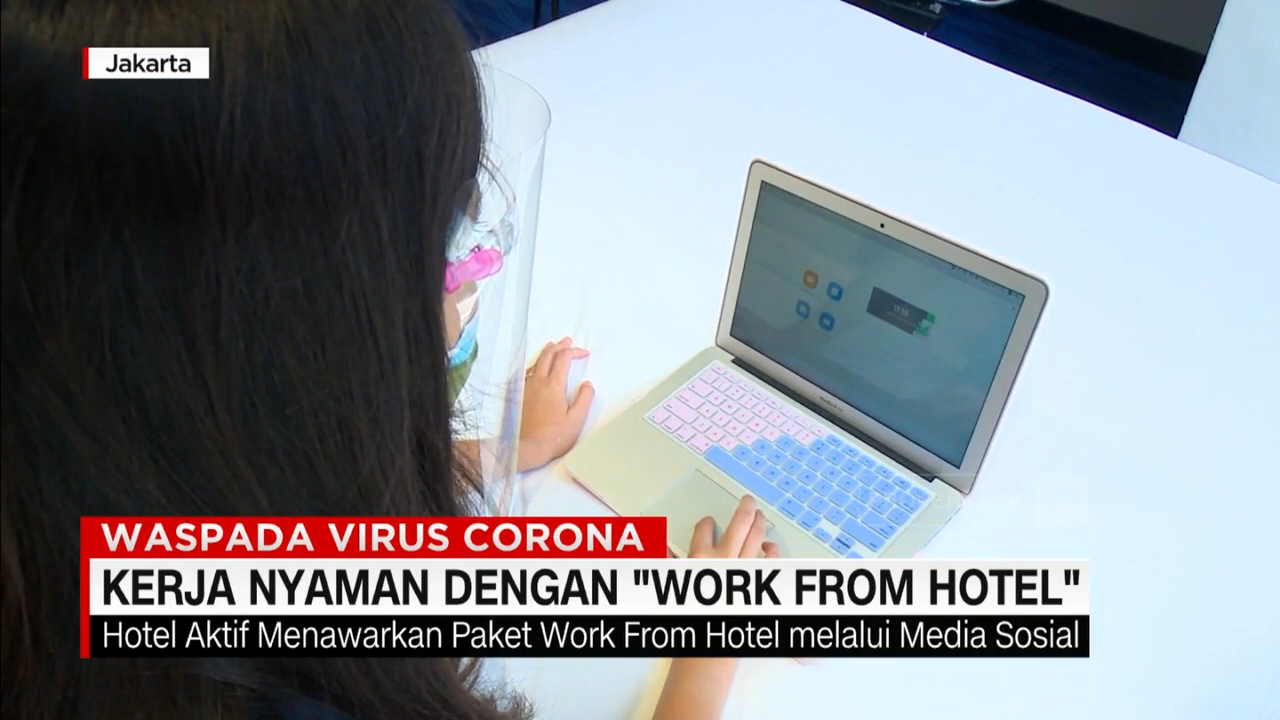 Jakarta
WASPADA VIRUS CORONA
KERJA NYAMAN DENGAN "WORK FROM HOTEL"
Hotel Aktif Menawarkan Paket Work From Hotel melalui Media Sosial